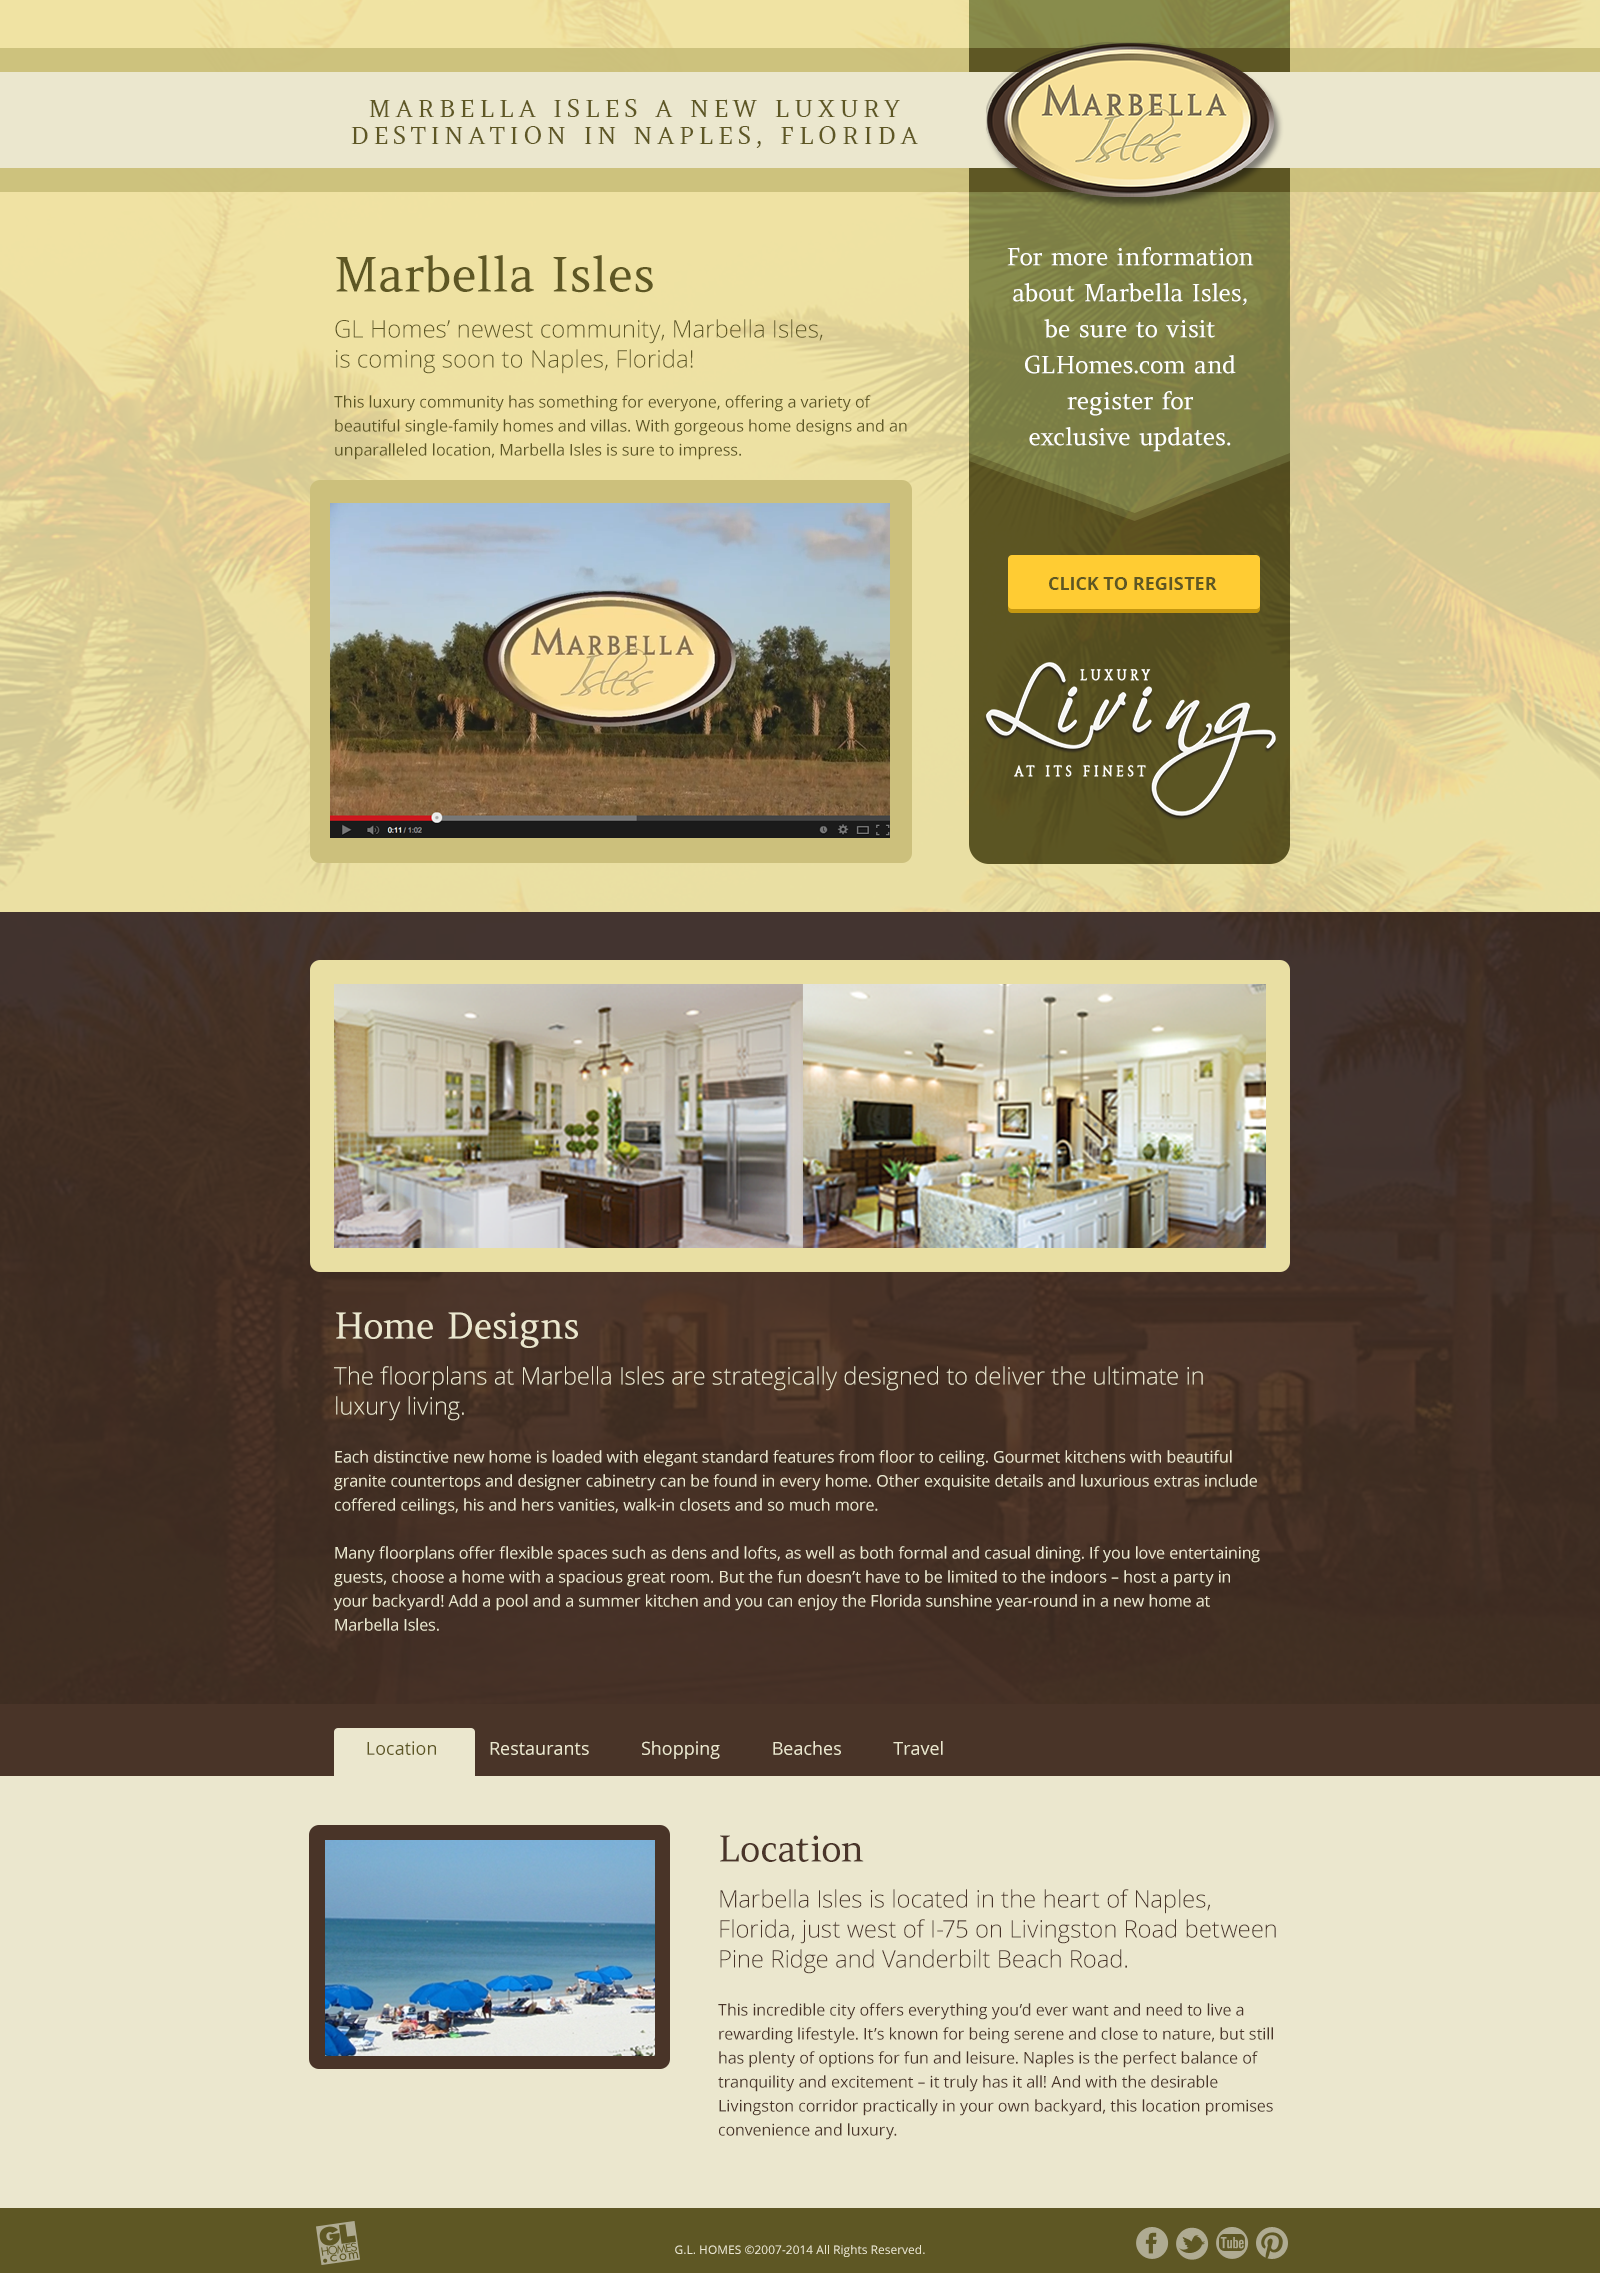 MARBELLA ISLES A NEW LUXURY
DESTINATION IN NAPLES, FLORIDA
MARBELLA
Isles
Marbella Isles
GL Homes’ newest community, Marbella Isles,
is coming soon to Naples, Florida!
This luxury community has something for everyone, offering a variety of
beautiful single-family homes and villas. With gorgeous home designs and an
unparalleled location, Marbella Isles is sure to impress.
MARBELLA
Isles
0:11 / 1:02
For more information
about Marbella Isles,
be sure to visit
GLHomes.com and
register for
exclusive updates.
CLICK TO REGISTER
LUXURY
Living
AT ITS FINEST
Home Designs
The floorplans at Marbella Isles are strategically designed to deliver the ultimate in
luxury living.
Each distinctive new home is loaded with elegant standard features from floor to ceiling. Gourmet kitchens with beautiful
granite countertops and designer cabinetry can be found in every home. Other exquisite details and luxurious extras include
coffered ceilings, his and hers vanities, walk-in closets and so much more.
Many floorplans offer flexible spaces such as dens and lofts, as well as both formal and casual dining. If you love entertaining
guests, choose a home with a spacious great room. But the fun doesn’t have to be limited to the indoors – host a party in
your backyard! Add a pool and a summer kitchen and you can enjoy the Florida sunshine year-round in a new home at
Marbella Isles.
Location Restaurants Shopping Beaches Travel
Location
Marbella Isles is located in the heart of Naples,
Florida, just west of I-75 on Livingston Road between
Pine Ridge and Vanderbilt Beach Road.
This incredible city offers everything you’d ever want and need to live a
rewarding lifestyle. It’s known for being serene and close to nature, but still
has plenty of options for fun and leisure. Naples is the perfect balance of
tranquility and excitement – it truly has it all! And with the desirable
Livingston corridor practically in your own backyard, this location promises
convenience and luxury.
GL
HOMES
.com
G.L. HOMES ©2007-2014 All Rights Reserved.
You Tube